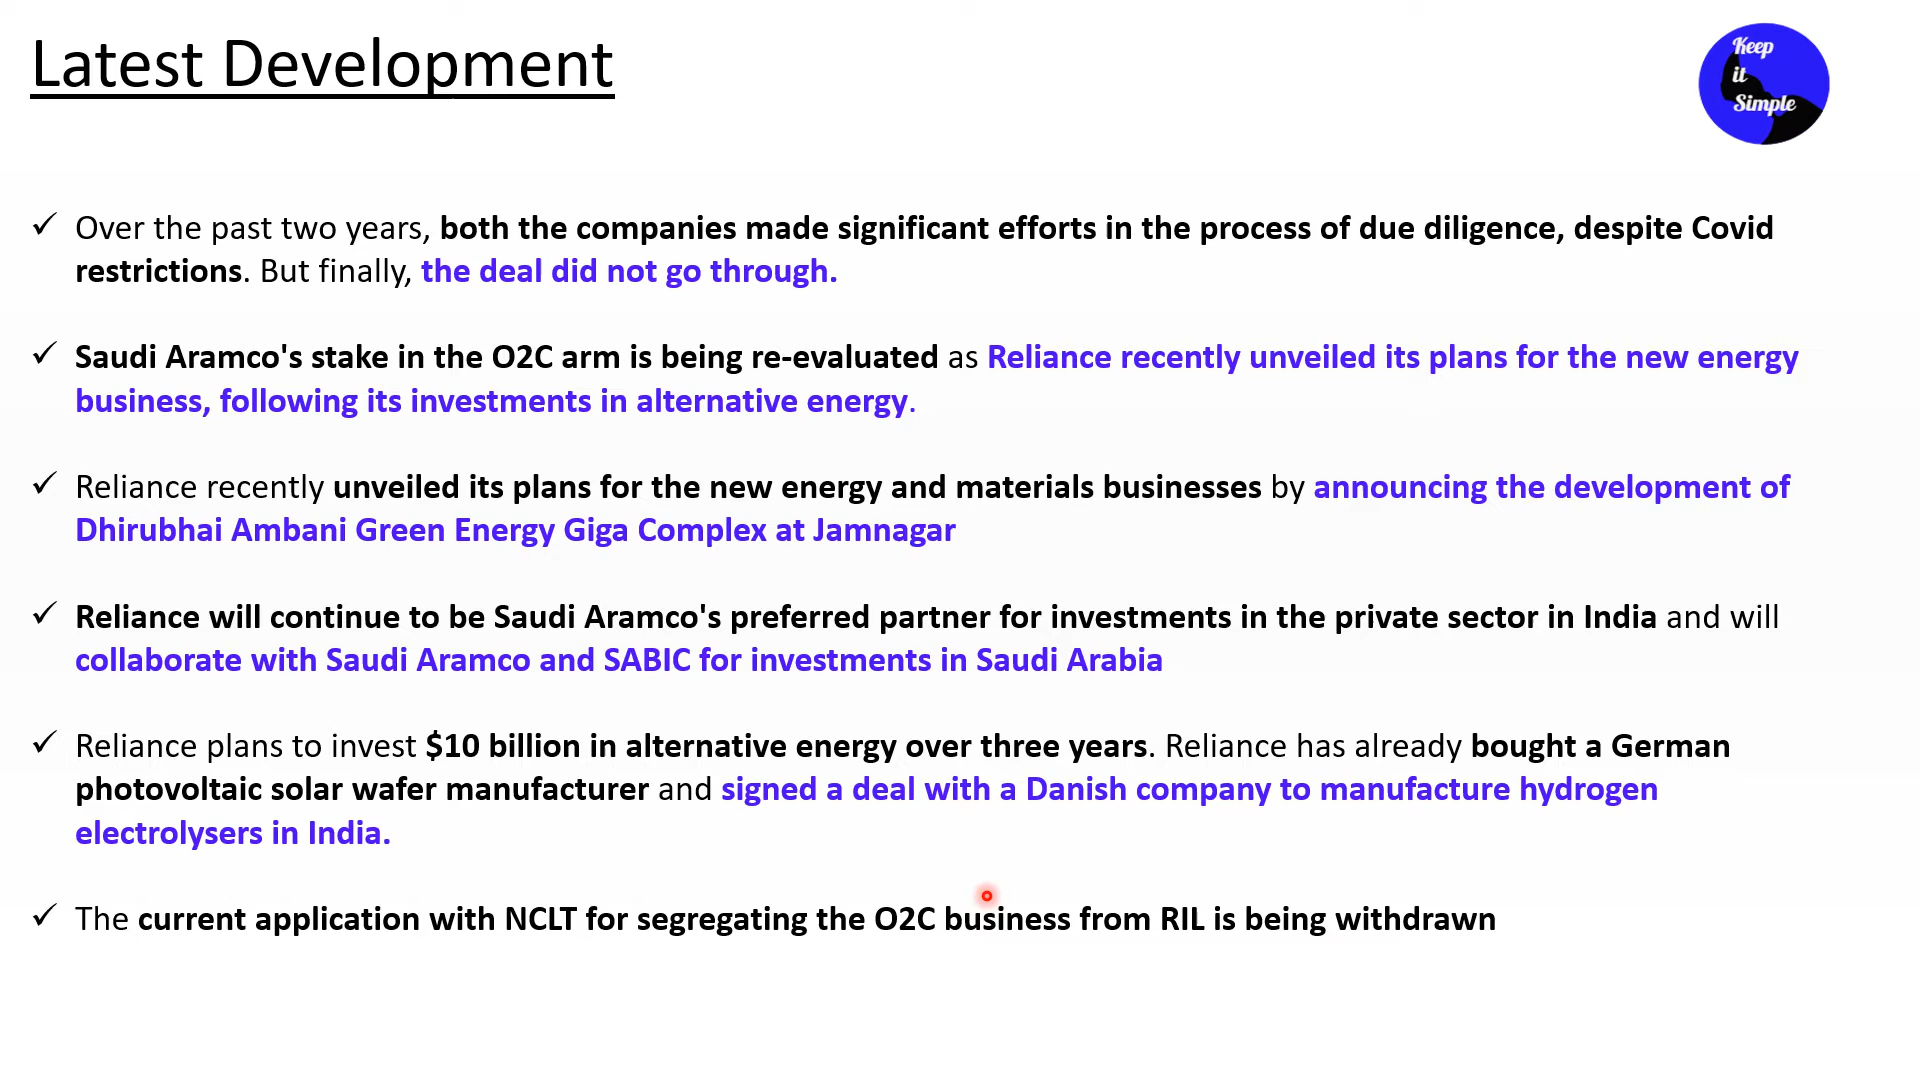 Latest Development
Keep
it
Simple
✓ Over the past two years, both the companies made significant efforts in the process of due diligence, despite Covid
restrictions. But finally, the deal did not go through.
✓ Saudi Aramco's stake in the O2C arm is being re-evaluated as Reliance recently unveiled its plans for the new energy
business, following its investments in alternative energy.
✓ Reliance recently unveiled its plans for the new energy and materials businesses by announcing the development of
Dhirubhai Ambani Green Energy Giga Complex at Jamnagar
✓ Reliance will continue to be Saudi Aramco's preferred partner for investments in the private sector in India and will
collaborate with Saudi Aramco and SABIC for investments in Saudi Arabia
✓ Reliance plans to invest $10 billion in alternative energy over three years. Reliance has already bought a German
photovoltaic solar wafer manufacturer and signed a deal with a Danish company to manufacture hydrogen
electrolysers in India.
✓ The current application with NCLT for segregating the O2C business from RIL is being withdrawn